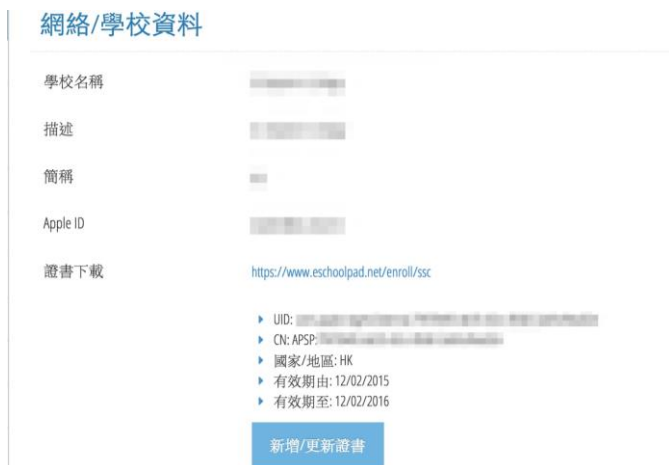 網絡/學校資料
學校名稱
描述
簡稱
Apple ID
證書下載 https://www.eschoolpad.net/enroll/ssc
UID:
CN: APSP:
國家/地區: HK
有效期由: 12/02/2015
有效期至: 12/02/2016
新增/更新證書